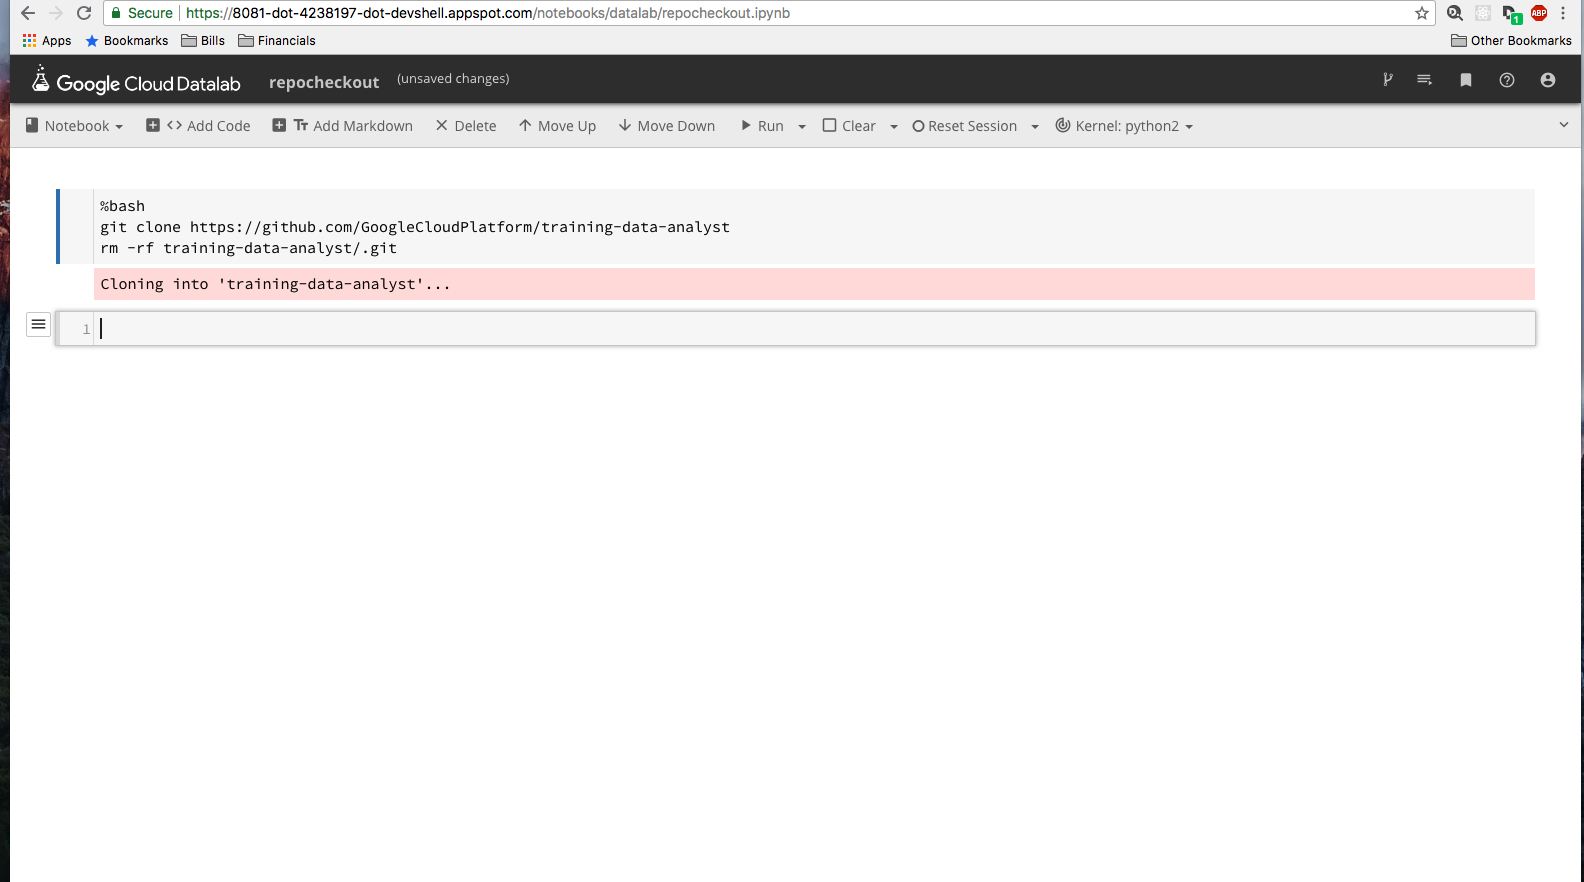 Secure https://8081-dot-4238197-dot-devshell.appspot.com/notebooks/datalab/repocheckout.ipynb
1 ABP
Apps Bookmarks Bills Financials Other Bookmarks
Google Cloud Datalab repocheckout (unsaved changes)
Notebook <> Add Code Tt Add Markdown Delete Move Up Move Down Run Clear Reset Session Kernel: python2
%bash
git clone https://github.com/GoogleCloudPlatform/training-data-analyst
rm -rf training-data-analyst/.git
Cloning into 'training-data-analyst'...
1